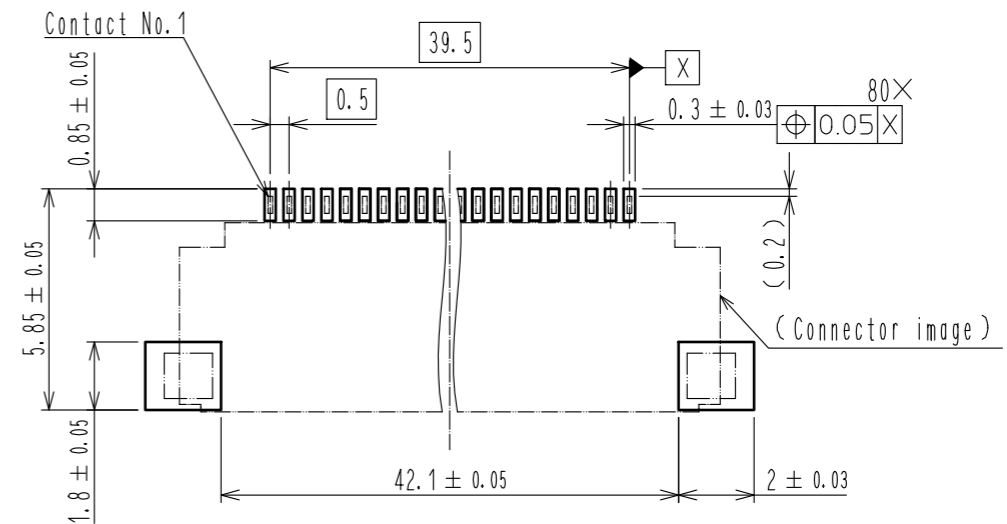 Contact No.1
39.5
X
0.5
0.3 ± 0.03
80X
⌖ 0.05 X
0.85 ± 0.05
5.85 ± 0.05
(0.2)
(Connector image)
1.8 ± 0.05
42.1 ± 0.05
2 ± 0.03